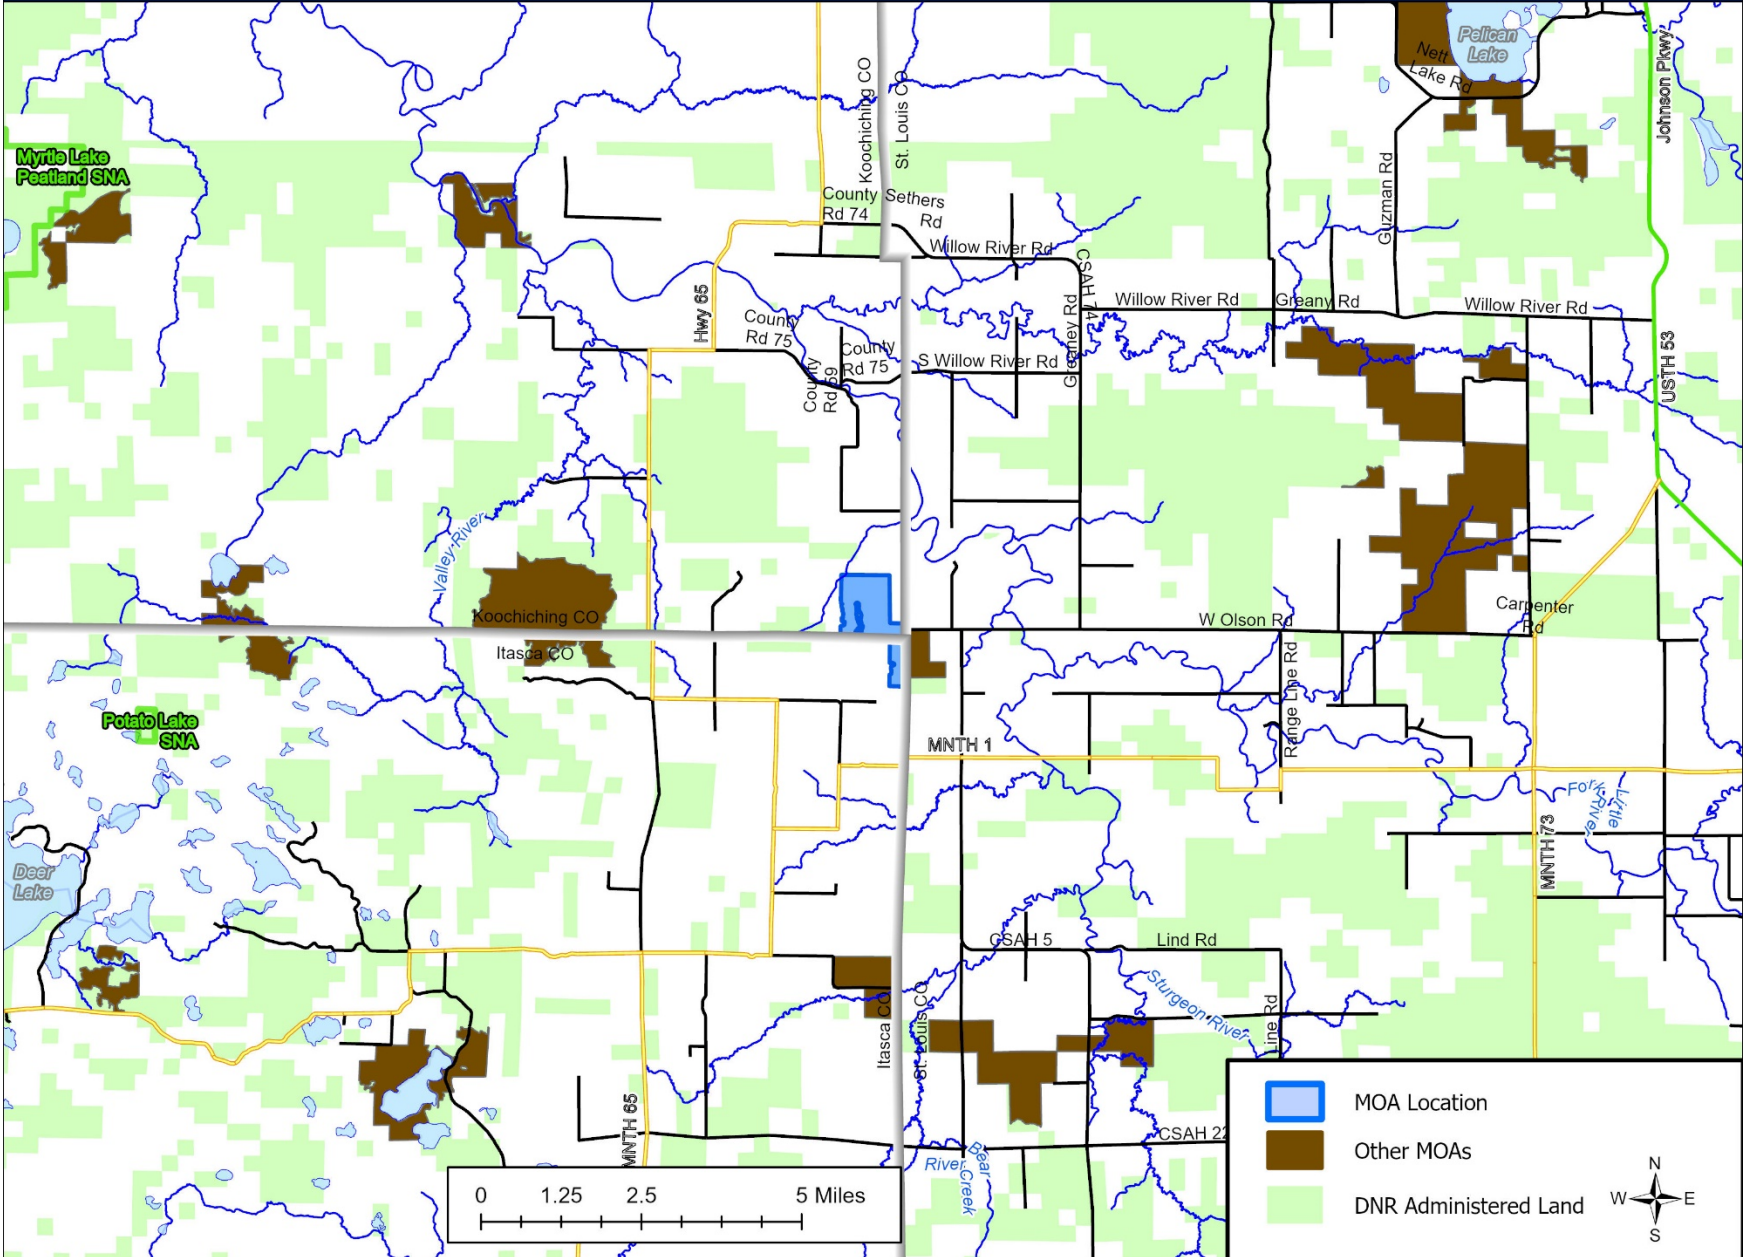 Pelican
Lake
Nett
Lake Rd
Johnson Pkwy
Koochiching CO
St. Louis CO
Myrtle Lake
Peatland SNA
Guzman Rd
County
Rd 74
Sethers
Rd
Willow River Rd
CSAH 74
Greaney Rd
Willow River Rd
Greany Rd
Willow River Rd
Hwy 65
County
Rd 75
County
Rd 75
County
Rd 59
S Willow River Rd
USTH 53
Valley River
Koochiching CO
Itasca CO
W Olson Rd
Carpenter
Rd
Range Line Rd
Potato Lake
SNA
MNTH 1
Little
Fork River
MNTH 73
Deer
Lake
CSAH 5
Lind Rd
Sturgeon River
Line Rd
Itasca CO
St. Louis CO
MNTH 65
CSAH 22
Bear
River Creek
0 1.25 2.5 5 Miles
MOA Location
Other MOAs
DNR Administered Land
N
W E
S